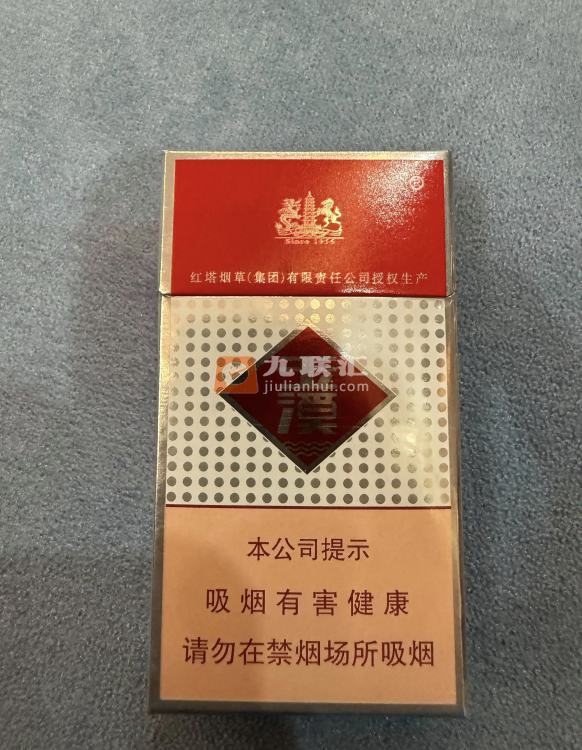 ®
Since 1956
红塔烟草(集团)有限责任公司授权生产
九联汇
jiulianhui.com
溪
本公司提示
吸烟有害健康
请勿在禁烟场所吸烟